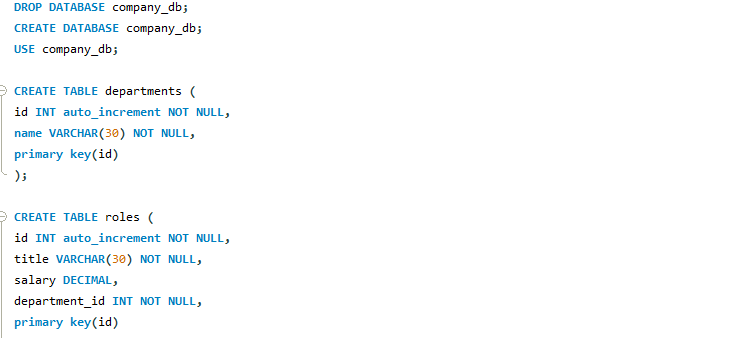 DROP DATABASE company_db;
CREATE DATABASE company_db;
USE company_db;
CREATE TABLE departments (
id INT auto_increment NOT NULL,
name VARCHAR(30) NOT NULL,
primary key(id)
);
CREATE TABLE roles (
id INT auto_increment NOT NULL,
title VARCHAR(30) NOT NULL,
salary DECIMAL,
department_id INT NOT NULL,
primary key(id)